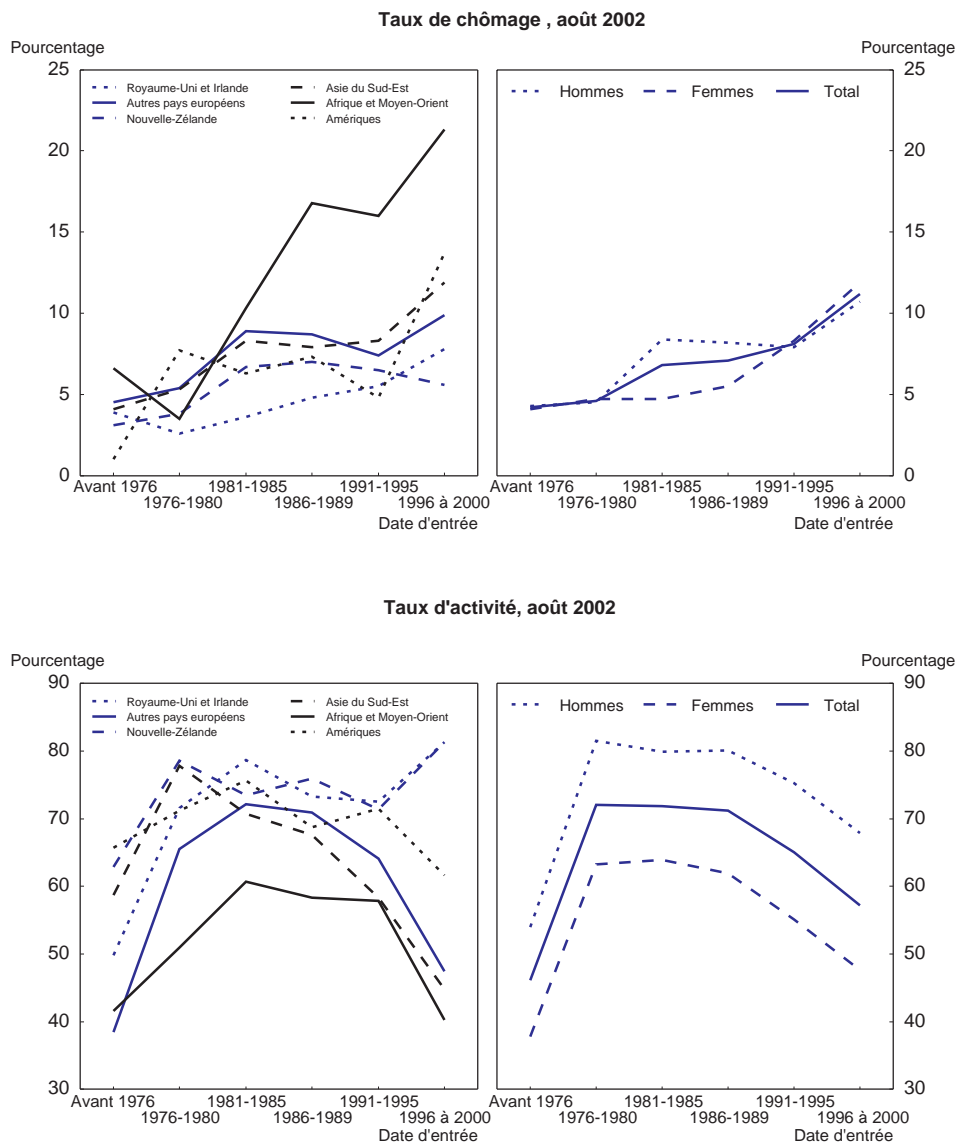 Taux de chômage , août 2002
Pourcentage Pourcentage
25 25
Royaume-Uni et Irlande Asie du Sud-Est
Autres pays européens Afrique et Moyen-Orient
Nouvelle-Zélande Amériques
Hommes Femmes Total
20 20
15 15
10 10
5 5
0 0
Avant 1976 1981-1985 1991-1995
1976-1980 1986-1989 1996 à 2000
Date d'entrée
Avant 1976 1981-1985 1991-1995
1976-1980 1986-1989 1996 à 2000
Date d'entrée
Taux d'activité, août 2002
Pourcentage Pourcentage
90 90
Royaume-Uni et Irlande Asie du Sud-Est
Autres pays européens Afrique et Moyen-Orient
Nouvelle-Zélande Amériques
Hommes Femmes Total
80 80
70 70
60 60
50 50
40 40
30 30
Avant 1976 1981-1985 1991-1995
1976-1980 1986-1989 1996 à 2000
Date d'entrée
Avant 1976 1981-1985 1991-1995
1976-1980 1986-1989 1996 à 2000
Date d'entrée